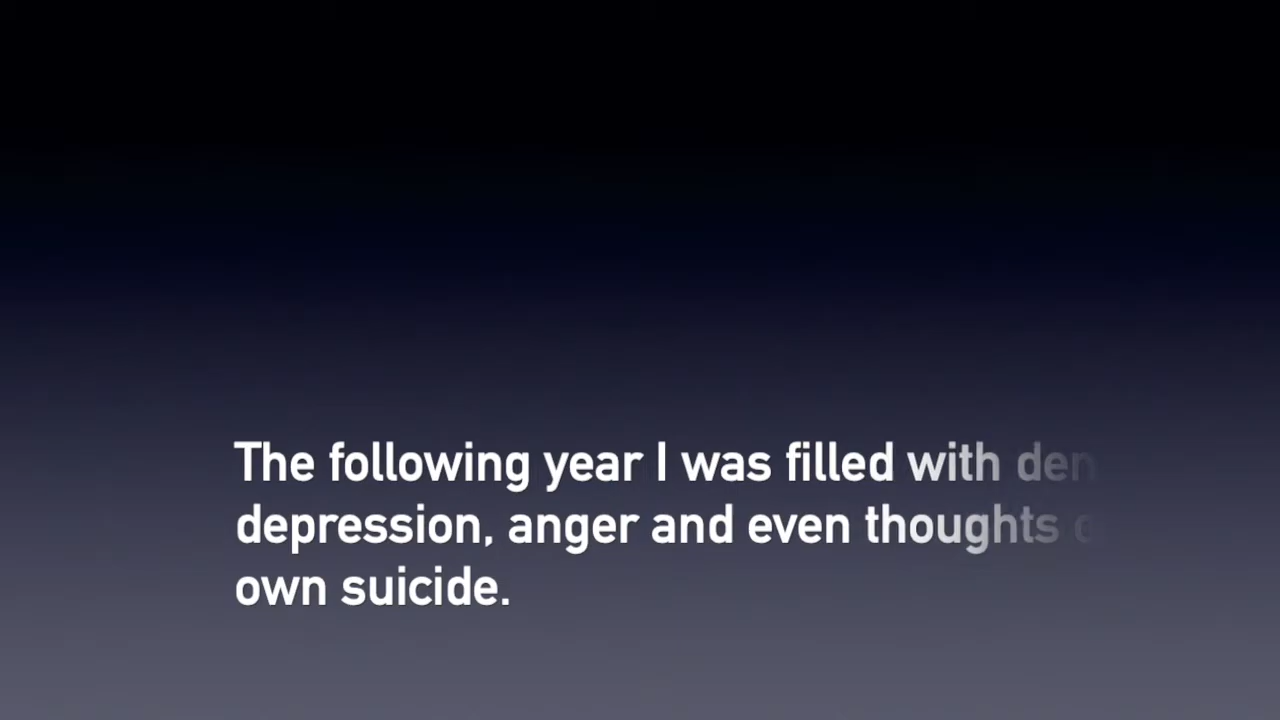 The following year I was filled with
depression, anger and even thoughts
own suicide.